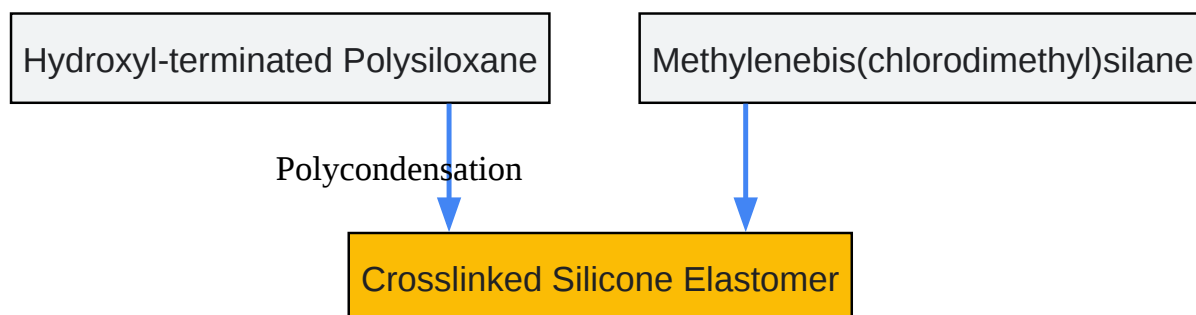 Hydroxyl-terminated Polysiloxane
Methylenebis(chlorodimethyl)silane
Polycondensation
Crosslinked Silicone Elastomer